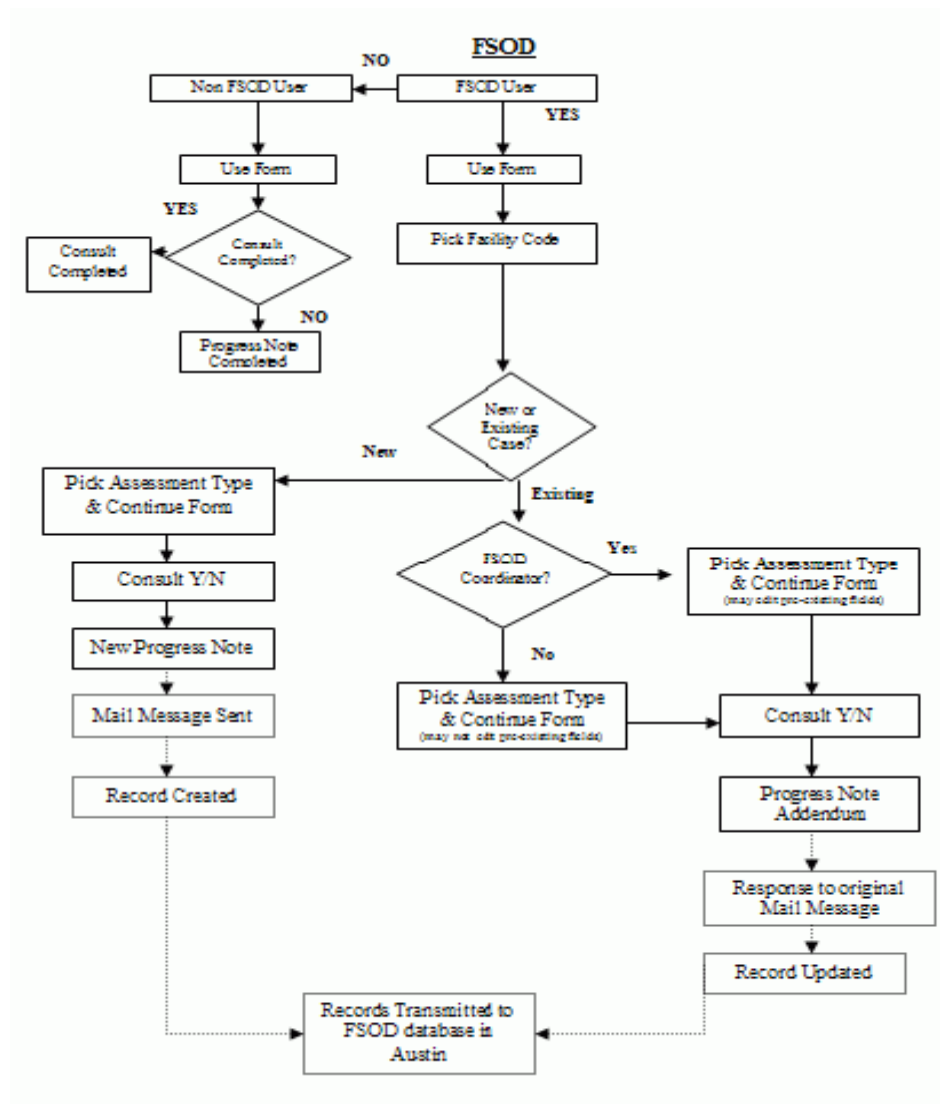 FSOD
NO
Non FSOD User
FSOD User
YES
Use Form
Use Form
YES
Pick Facility Code
Consult
Completed?
Consult
Completed
NO
Progress Note
Completed
New or
Existing
Case?
New
Pick Assessment Type
& Continue Form
Existing
FSOD
Coordinator?
Yes
Pick Assessment Type
& Continue Form
(may edit pre-existing fields)
Consult Y/N
New Progress Note
No
Pick Assessment Type
& Continue Form
(may not edit pre-existing fields)
Consult Y/N
Mail Message Sent
Record Created
Progress Note
Addendum
Response to original
Mail Message
Record Updated
Records Transmitted to
FSOD database in
Austin